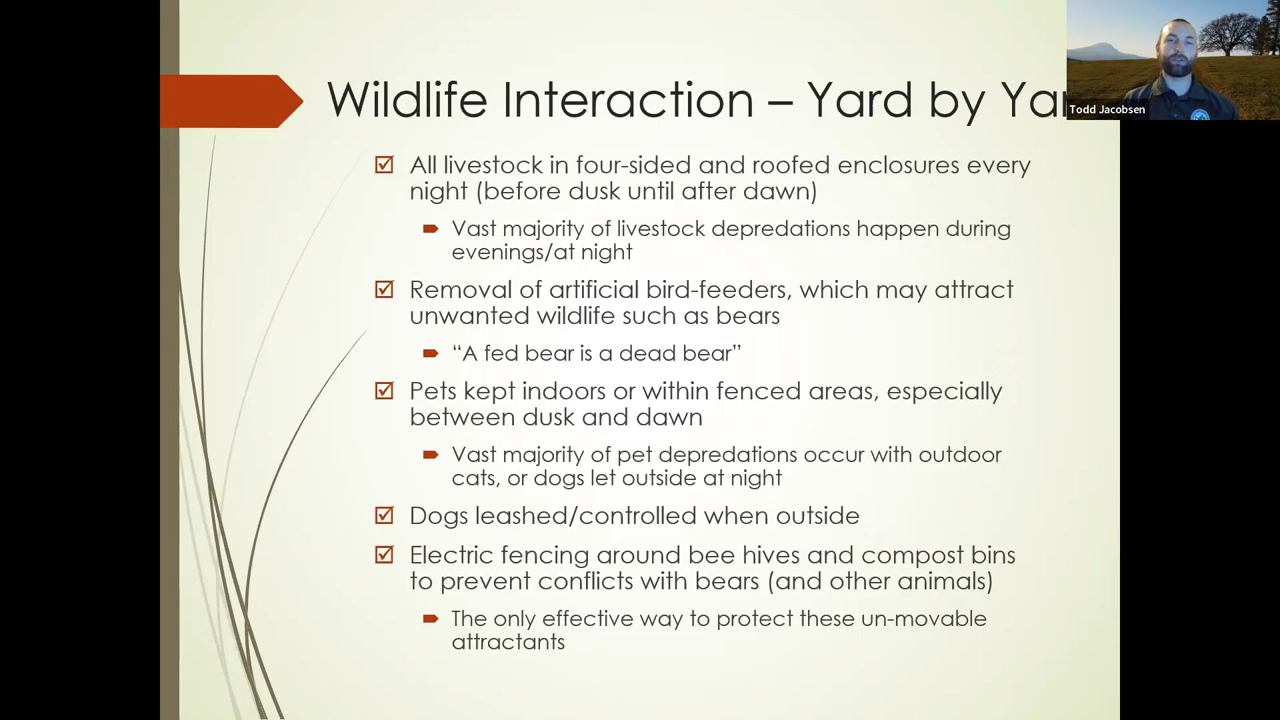 Wildlife Interaction – Yard by Yar
Todd Jacobsen
All livestock in four-sided and roofed enclosures every
night (before dusk until after dawn)
Vast majority of livestock depredations happen during
evenings/at night
Removal of artificial bird-feeders, which may attract
unwanted wildlife such as bears
“A fed bear is a dead bear”
Pets kept indoors or within fenced areas, especially
between dusk and dawn
Vast majority of pet depredations occur with outdoor
cats, or dogs let outside at night
Dogs leashed/controlled when outside
Electric fencing around bee hives and compost bins
to prevent conflicts with bears (and other animals)
The only effective way to protect these un-movable
attractants